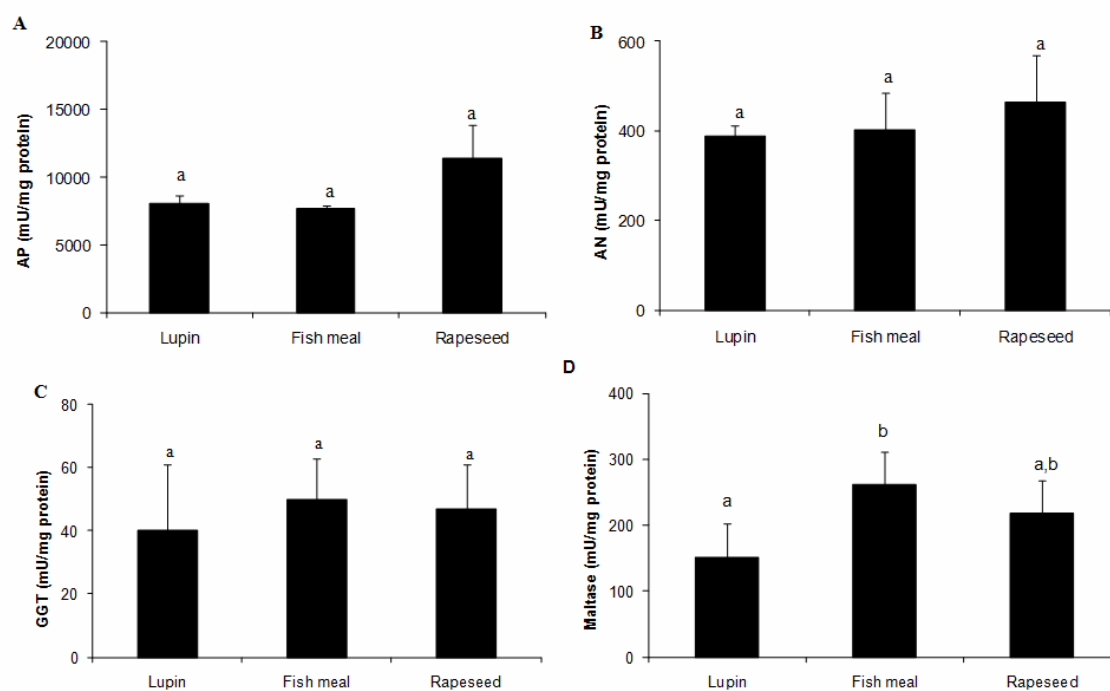 A
20000
15000
10000
5000
0
AP (mU/mg protein)
a
a
a
Lupin
Fish meal
Rapeseed
B
600
400
200
0
AN (mU/mg protein)
a
a
a
Lupin
Fish meal
Rapeseed
C
80
60
40
20
0
GGT (mU/mg protein)
a
a
a
Lupin
Fish meal
Rapeseed
D
400
300
200
100
0
Maltase (mU/mg protein)
a
b
a,b
Lupin
Fish meal
Rapeseed